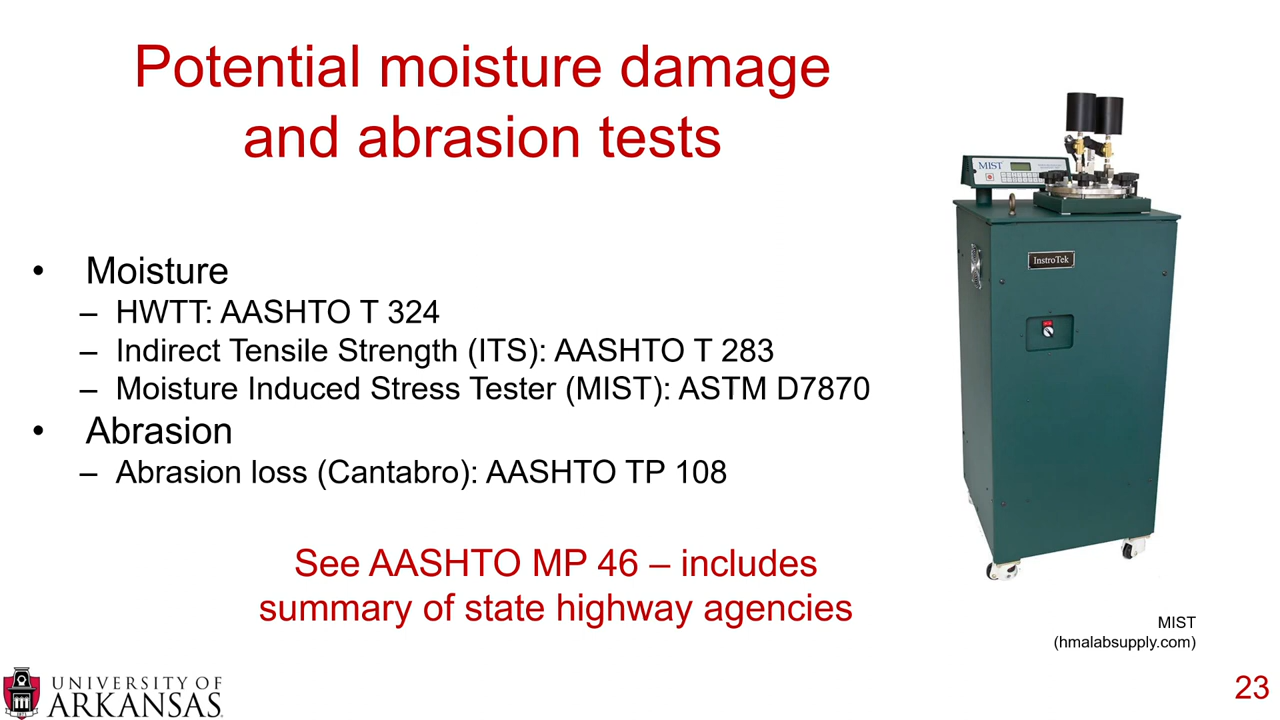 Potential moisture damage
and abrasion tests
• Moisture
– HWTT: AASHTO T 324
– Indirect Tensile Strength (ITS): AASHTO T 283
– Moisture Induced Stress Tester (MIST): ASTM D7870
• Abrasion
– Abrasion loss (Cantabro): AASHTO TP 108
See AASHTO MP 46 – includes
summary of state highway agencies
MIST
InstroTek
MIST
(hmalabsupply.com)
UNIVERSITY OF
ARKANSAS
23